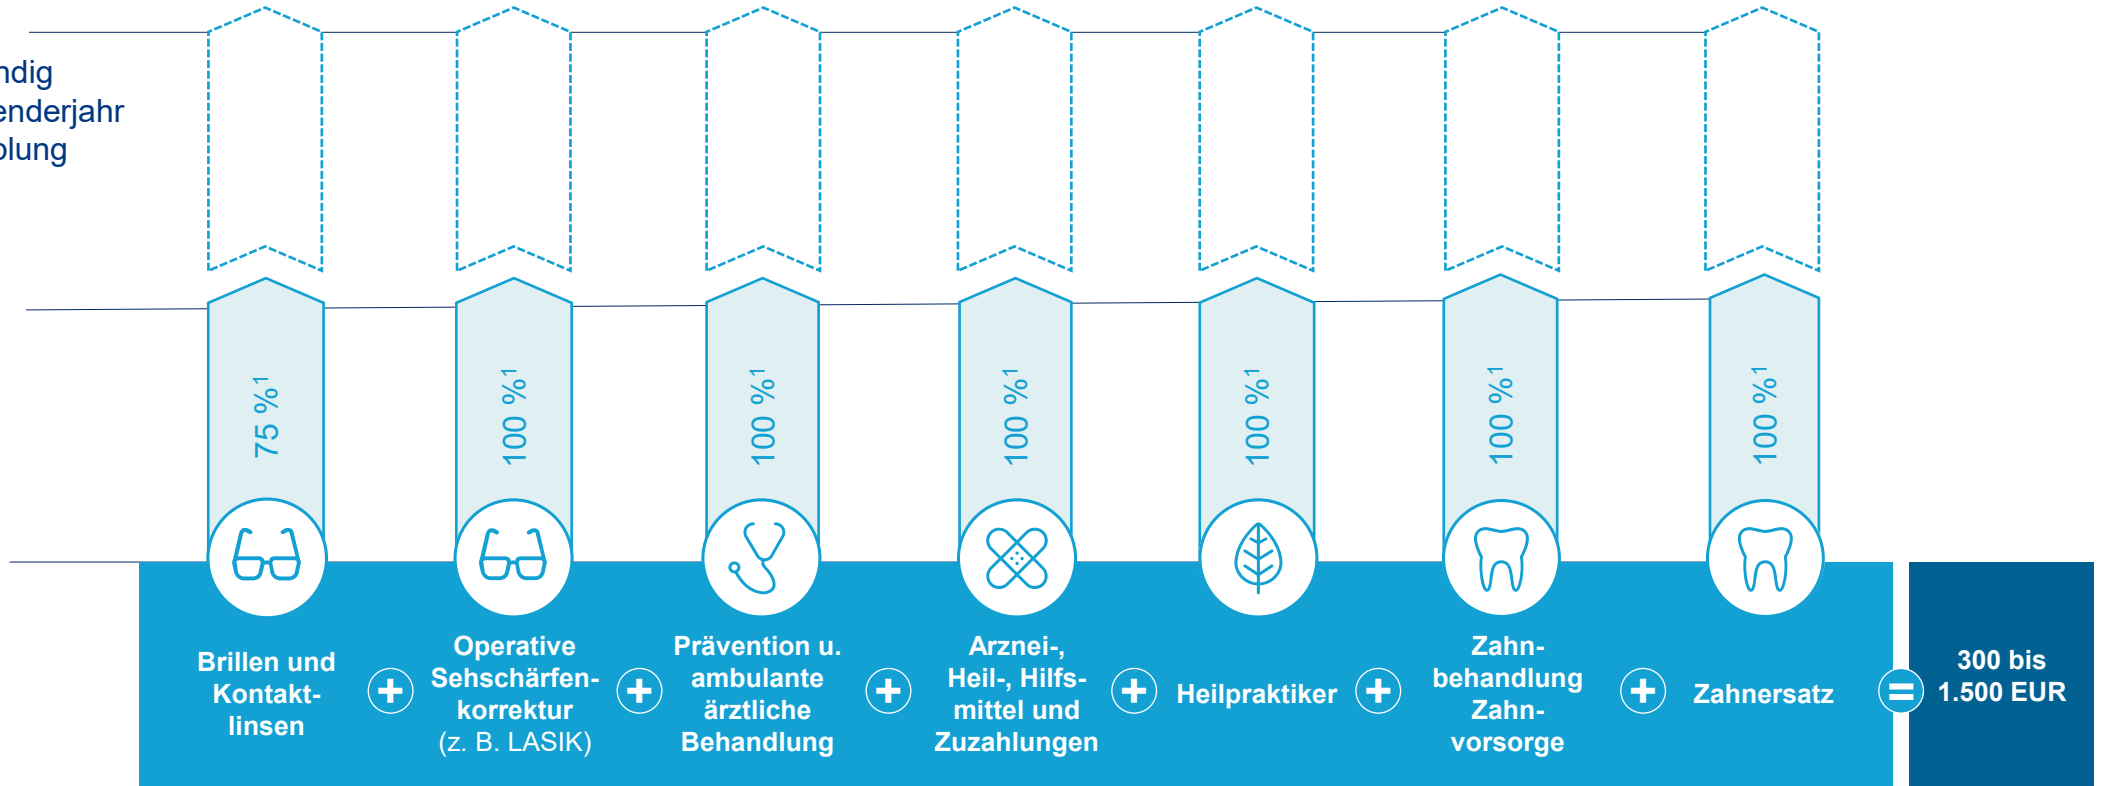 ndig
enderjahr
olung
75 %¹
100 %¹
100 %¹
100 %¹
100 %¹
100 %¹
100 %¹
Brillen und
Kontakt-
linsen
Operative
Sehschärfen-
korrektur
(z. B. LASIK)
Prävention u.
ambulante
ärztliche
Behandlung
Arznei-,
Heil-, Hilfs-
mittel und
Zuzahlungen
Heilpraktiker
Zahn-
behandlung
Zahn-
vorsorge
Zahnersatz
300 bis
1.500 EUR